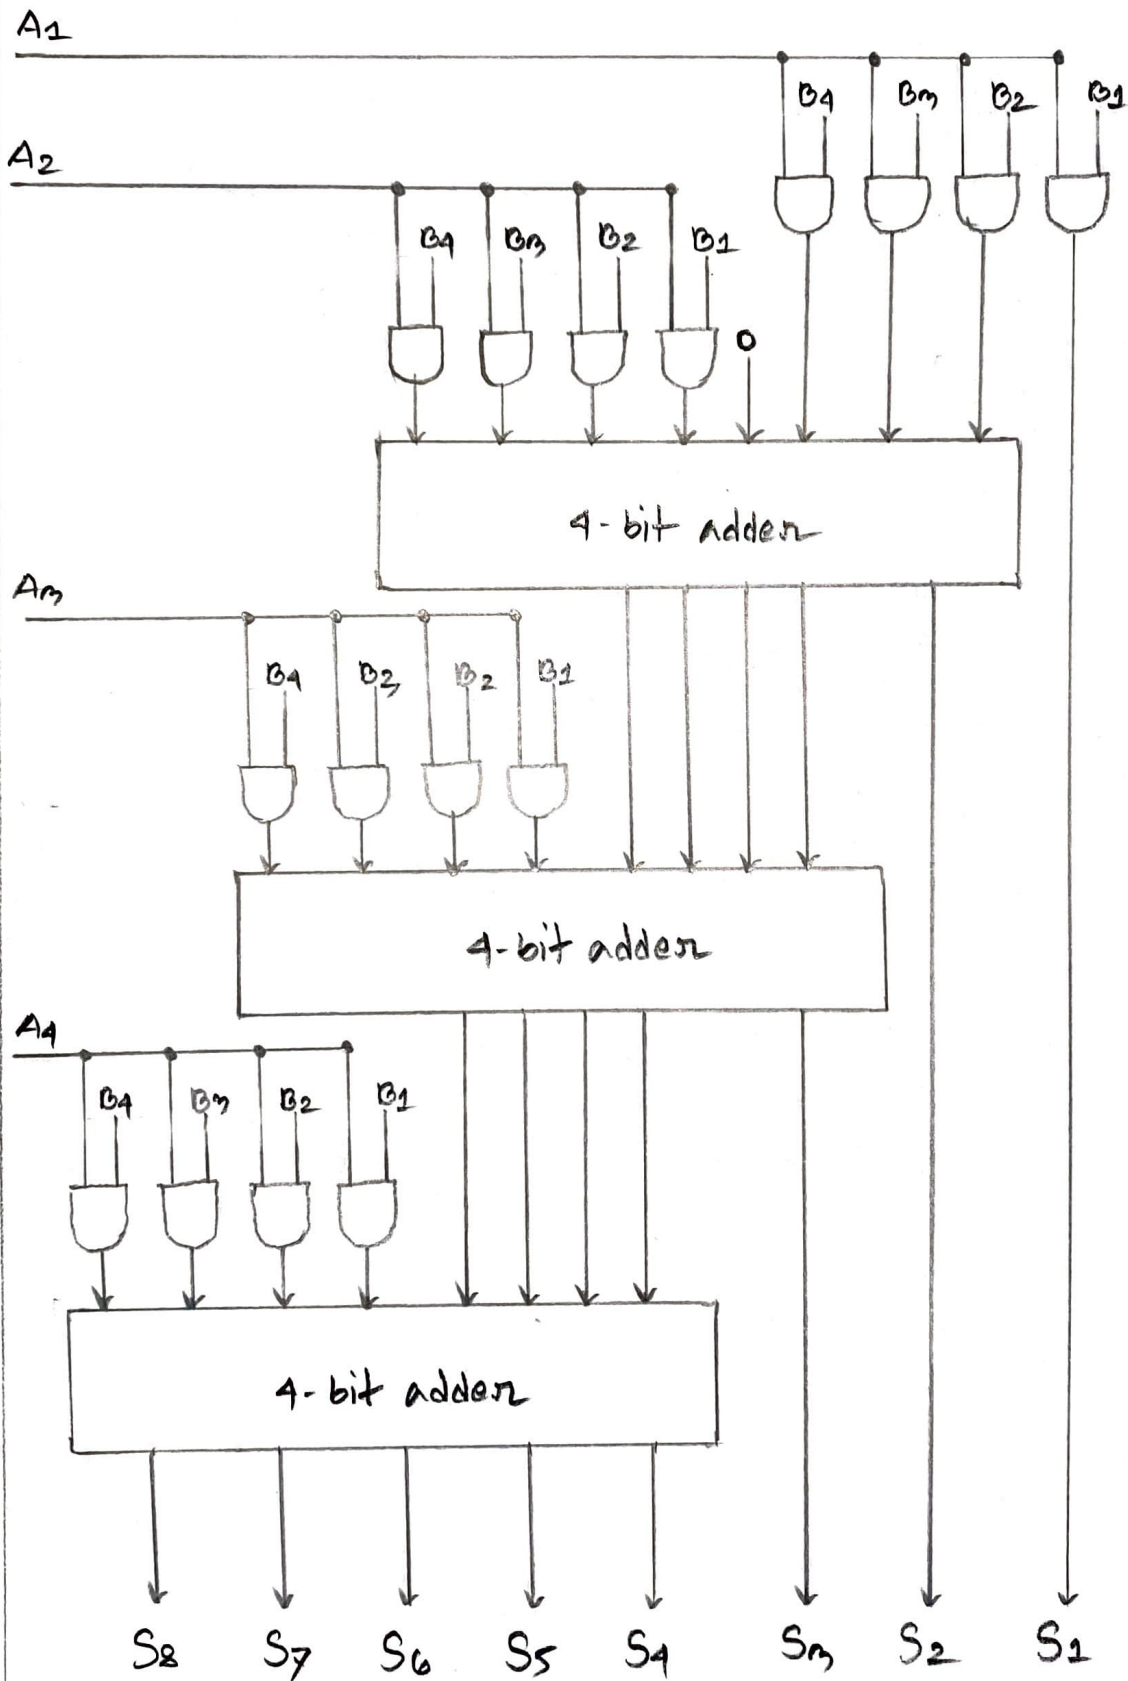 A1
B4 B3 B2 B1
A2
B4 B3 B2 B1
0
4-bit adder
A3
B4 B3 B2 B1
4-bit adder
A4
B4 B3 B2 B1
4-bit adder
S8 S7 S6 S5 S4 S3 S2 S1